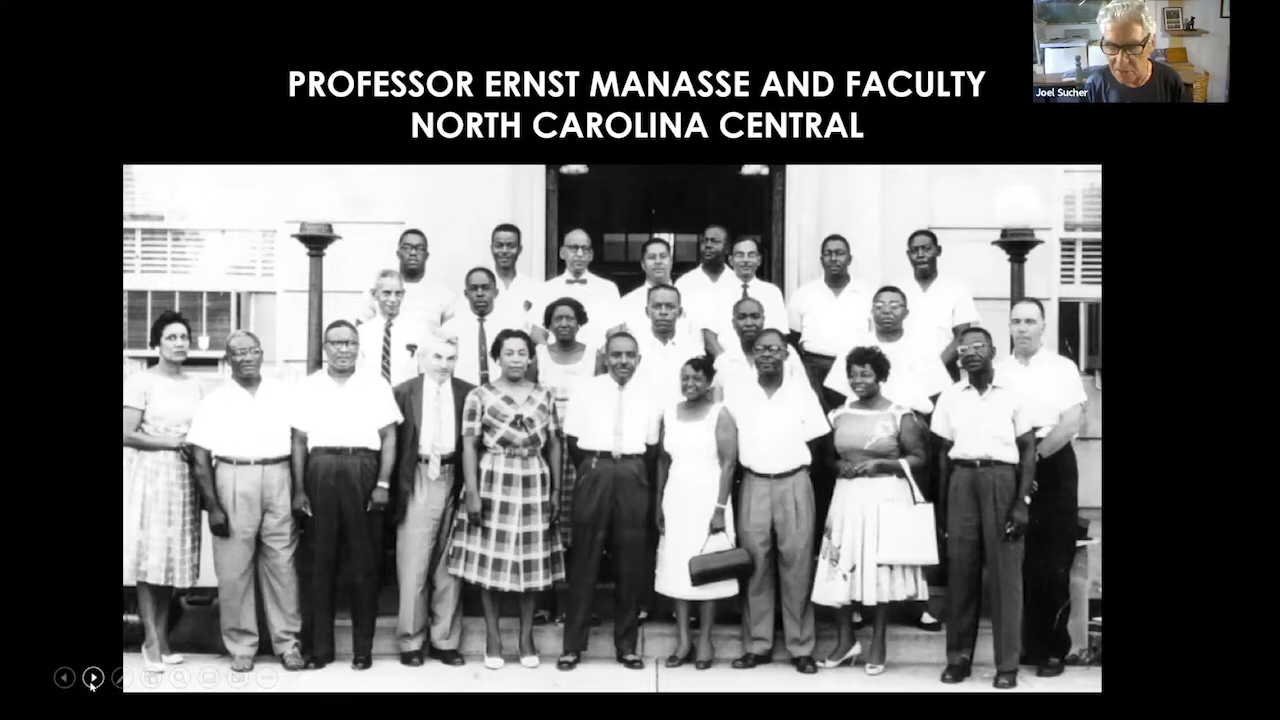 PROFESSOR ERNST MANASSE AND FACULTY
NORTH CAROLINA CENTRAL
Joel Sucher